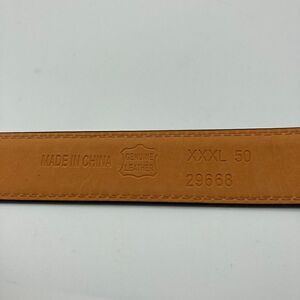 MADE IN CHINA
GENUINE
LEATHER
XXXL 50
29668